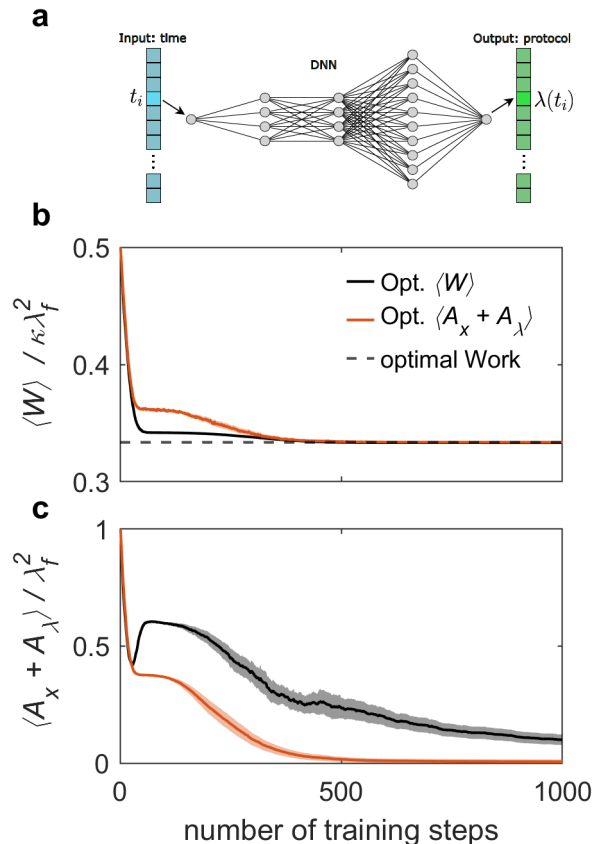 a
Input: time
DNN
Output: protocol
t_i
λ(t_i)
b
0.5
0.4
0.3
⟨W⟩ / κλ_f^2
Opt. ⟨W⟩
Opt. ⟨A_x + A_λ⟩
optimal Work
c
1
0.5
0
⟨A_x + A_λ⟩ / λ_f^2
0
500
1000
number of training steps